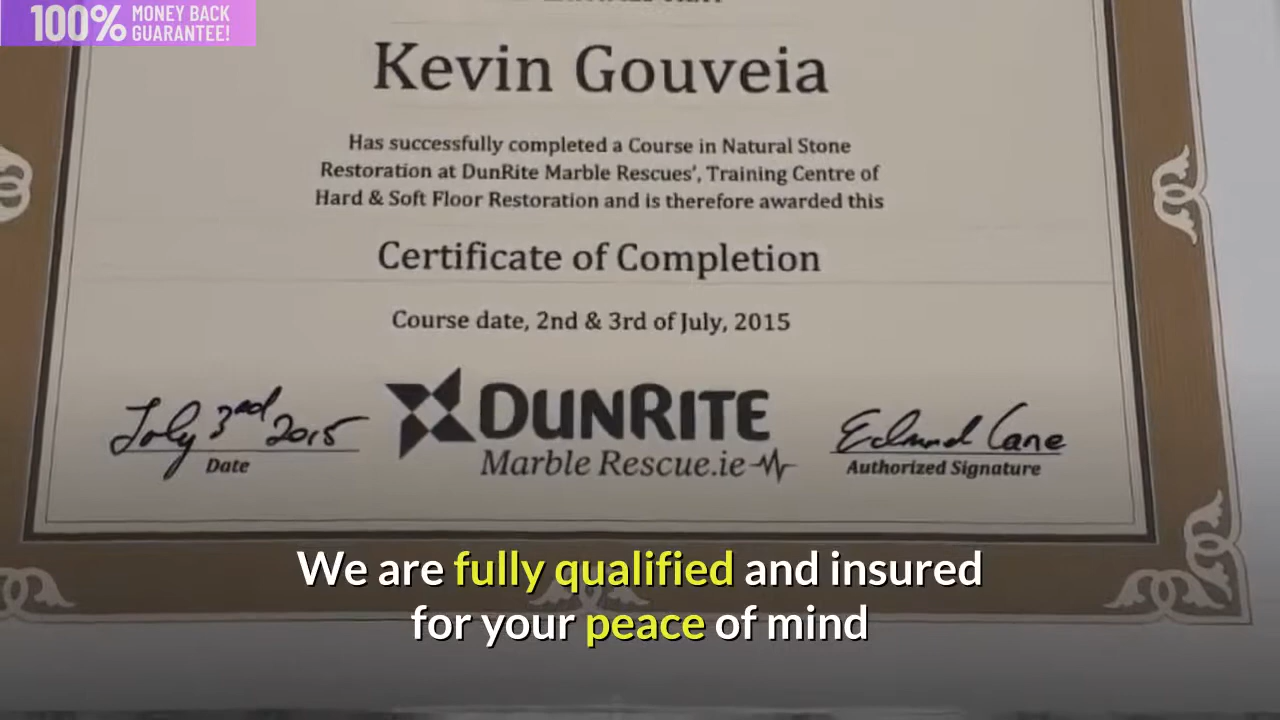 100% MONEY BACK
GUARANTEE!
Kevin Gouveia
Has successfully completed a Course in Natural Stone
Restoration at DunRite Marble Rescues’, Training Centre of
Hard & Soft Floor Restoration and is therefore awarded this
Certificate of Completion
Course date, 2nd & 3rd of July, 2015
July 3rd 2015
Date
DUNRITE
Marble Rescue.ie
Edmund Cane
Authorized Signature
We are fully qualified and insured
for your peace of mind